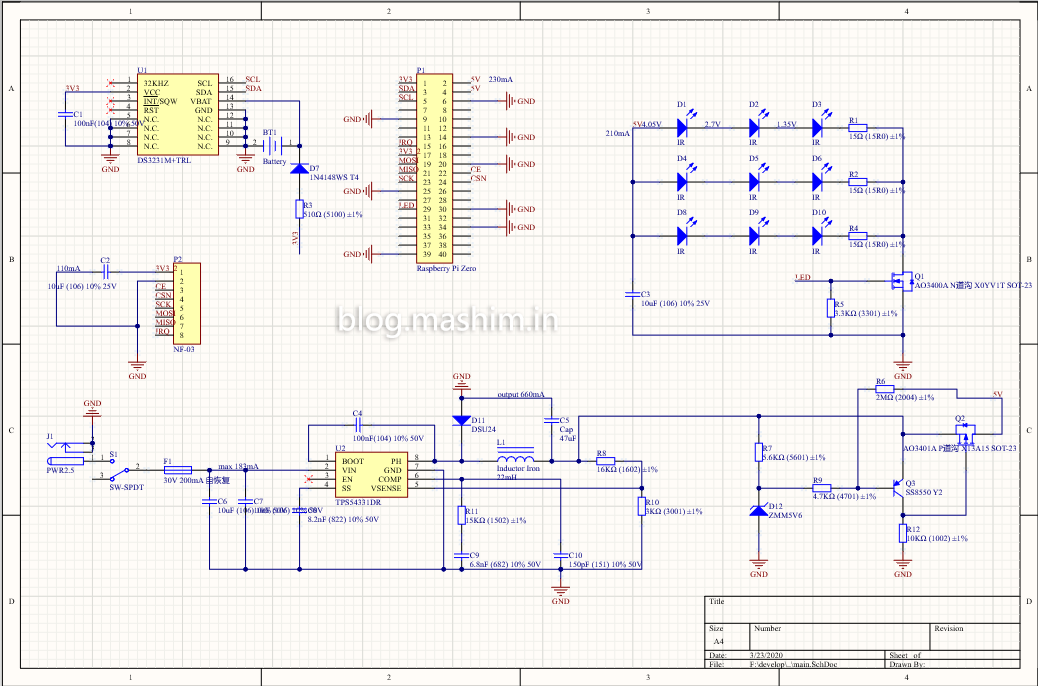 1 2 3 4
A A
U1
1 32KHZ SCL 16 SCL
2 VCC SDA 15 SDA
3 INT/SQW VBAT 14
4 RST GND 13
5 N.C. N.C. 12
6 N.C. N.C. 11
7 N.C. N.C. 10
8 N.C. N.C. 9
DS3231M+TRL
3V3
C1
100nF(104) 10% 50V
GND
GND
BT1
2 1
Battery
D7
1N4148WS T4
R3
510Ω (5100) ±1%
3V3
P1
3V3 1 2 5V 230mA
SDA 3 4 5V
SCL 5 6 GND
7 8
GND 9 10
11 12
13 14 GND
IRQ 15 16
3V3 17 18
MOSI 19 20 GND
MISO 21 22 CE
SCK 23 24 CSN
GND 25 26
27 28
LED 29 30 GND
31 32
33 34 GND
35 36
37 38
GND 39 40
Raspberry Pi Zero
D1 D2 D3
5V 4.05V 2.7V 1.35V R1
210mA
IR IR IR 15Ω (15R0) ±1%
D4 D5 D6 R2
IR IR IR 15Ω (15R0) ±1%
D8 D9 D10 R4
IR IR IR 15Ω (15R0) ±1%
B B
C3
10uF (106) 10% 25V
LED
Q1
AO3400A N道沟 X0YV1T SOT-23
R5
3.3KΩ (3301) ±1%
GND
110mA C2
10uF (106) 10% 25V
P2
3V3 1
2
CE 3
CSN 4
SCK 5
MOSI 6
MISO 7
IRQ 8
NF-03
GND
blog.mashim.in
C C
GND
J1
PWR2.5
S1
1
2
3
SW-SPDT
F1
30V 200mA 自恢复
max 183mA
C6
10uF (106)
C7
8.2nF (822) 10% 50V
C4
100nF(104) 10% 50V
U2
1 BOOT PH 8
2 VIN GND 7
3 EN COMP 6
4 SS VSENSE 5
TPS54331DR
GND
output 660mA
D11
DSU24
C5
Cap
47uF
L1
Inductor Iron
22mH
R8
16KΩ (1602) ±1%
R10
3KΩ (3001) ±1%
R11
15KΩ (1502) ±1%
C9
6.8nF (682) 10% 50V
C10
150pF (151) 10% 50V
GND
R6
2MΩ (2004) ±1%
5V
Q2
AO3401A P道沟 X13A15 SOT-23
R7
5.6KΩ (5601) ±1%
R9
4.7KΩ (4701) ±1%
Q3
SS8550 Y2
D12
ZMM5V6
R12
10KΩ (1002) ±1%
GND
GND
D D
Title
Size Number Revision
A4
Date: 3/23/2020 Sheet of
File: F:\develop\..\main.SchDoc Drawn By:
1 2 3 4